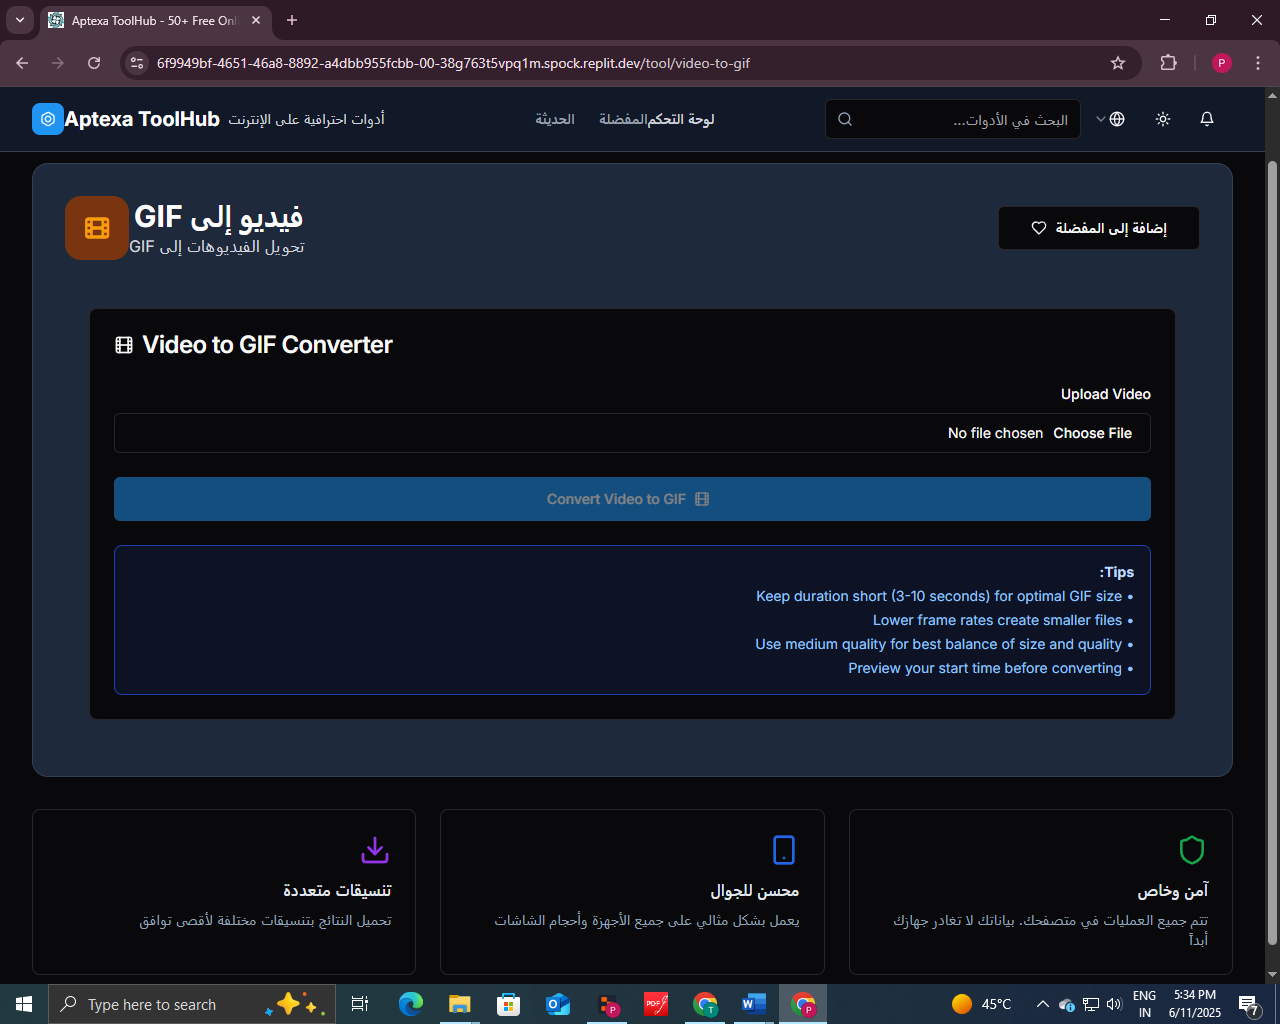 Aptexa ToolHub - 50+ Free Onl
6f9949bf-4651-46a8-8892-a4dbb955fcbb-00-38g763t5vpq1m.spock.replit.dev/tool/video-to-gif
P
Aptexa ToolHub
أدوات احترافية على الإنترنت
لوحة التحكم
المفضلة
الحديثة
البحث في الأدوات...
فيديو إلى GIF
تحويل الفيديوهات إلى GIF
إضافة إلى المفضلة
Video to GIF Converter
Upload Video
No file chosen Choose File
Convert Video to GIF
Tips:
Keep duration short (3-10 seconds) for optimal GIF size •
Lower frame rates create smaller files •
Use medium quality for best balance of size and quality •
Preview your start time before converting •
آمن وخاص
تتم جميع العمليات في متصفحك. بياناتك لا تغادر جهازك
أبداً
محسن للجوال
يعمل بشكل مثالي على جميع الأجهزة وأحجام الشاشات
تنسيقات متعددة
تحميل النتائج بتنسيقات مختلفة لأقصى توافق
Type here to search
P
PDF
T
W
P
45°C
ENG
IN
5:34 PM
6/11/2025
7